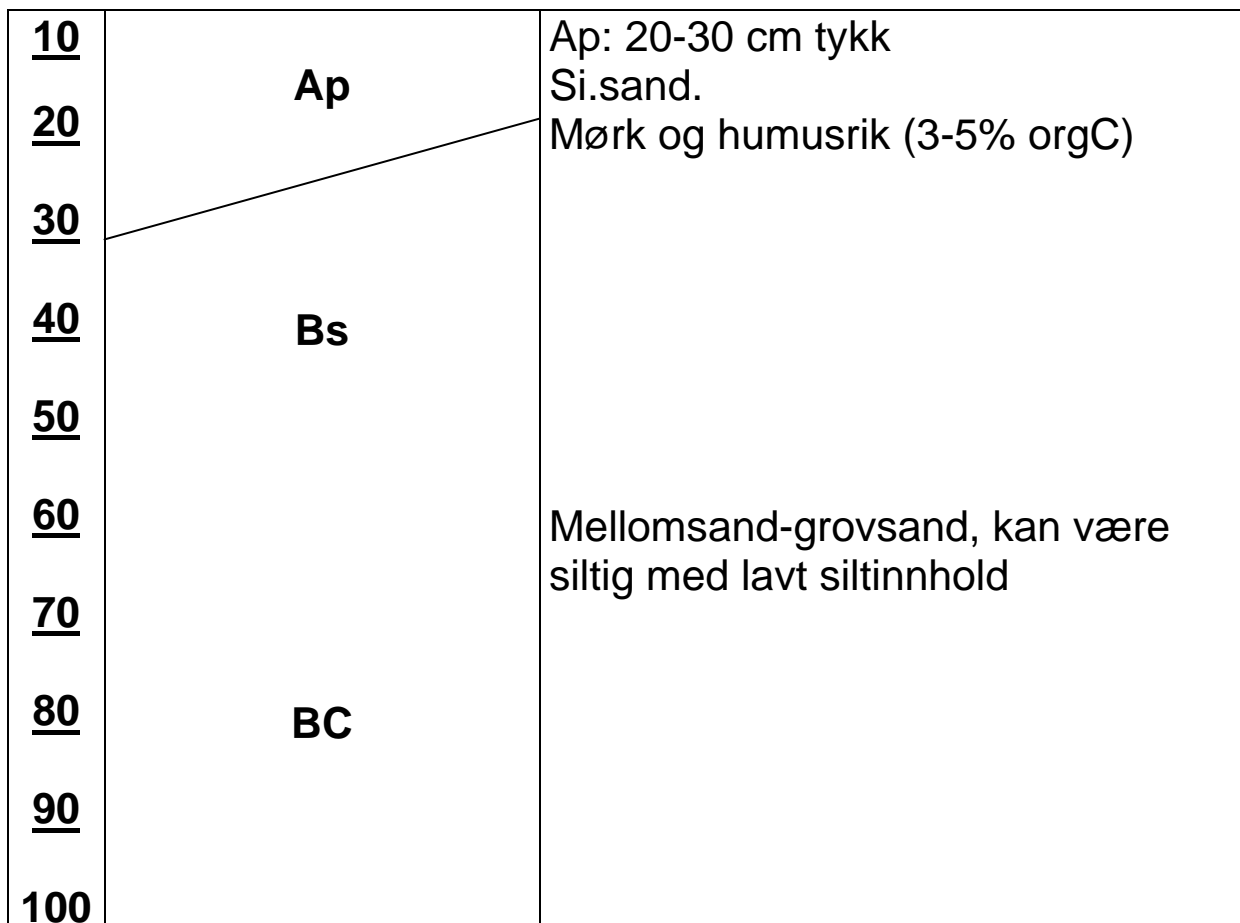 10
Ap: 20-30 cm tykk
Ap
Si.sand.
20
Mørk og humusrik (3-5% orgC)
30
40
Bs
50
60
Mellomsand-grovsand, kan være
siltig med lavt siltinnhold
70
80
BC
90
100